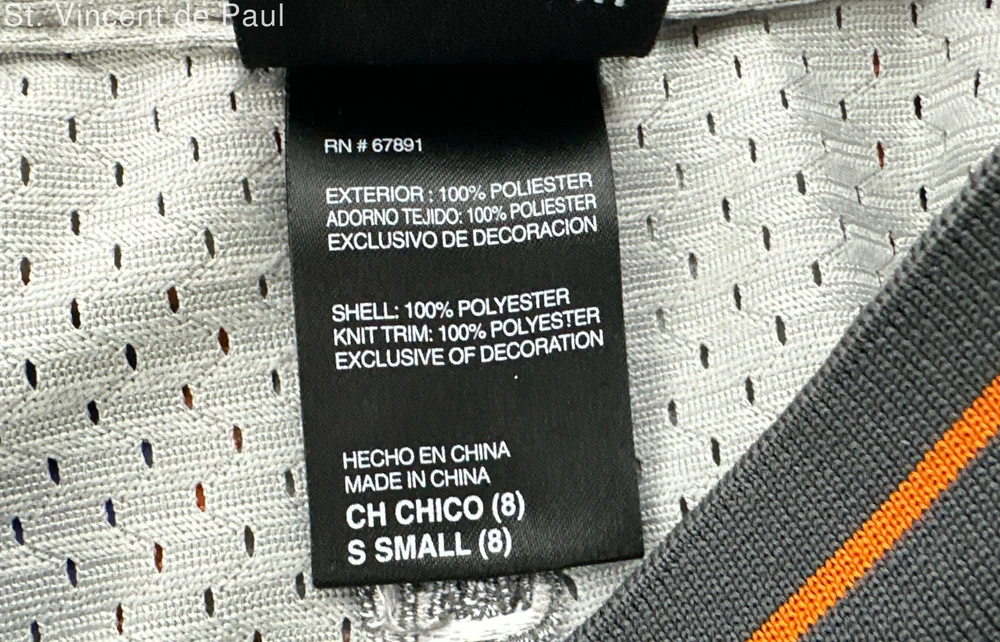 St. Vincent de Paul
RN # 67891
EXTERIOR : 100% POLIESTER
ADORNO TEJIDO: 100% POLIESTER
EXCLUSIVO DE DECORACION
SHELL: 100% POLYESTER
KNIT TRIM: 100% POLYESTER
EXCLUSIVE OF DECORATION
HECHO EN CHINA
MADE IN CHINA
CH CHICO (8)
S SMALL (8)